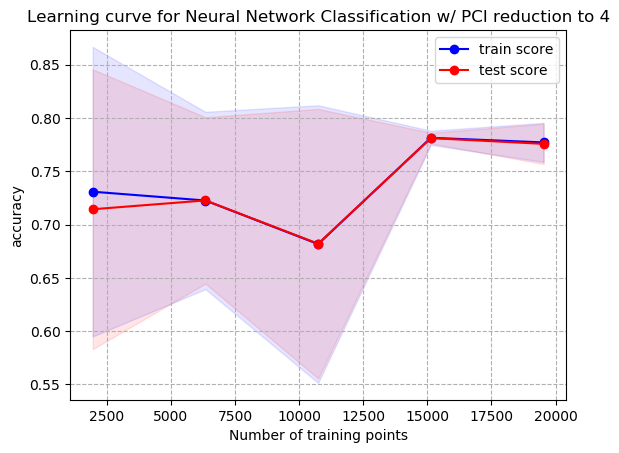 Learning curve for Neural Network Classification w/ PCI reduction to 4
train score
test score
0.85
0.80
0.75
0.70
0.65
0.60
0.55
accuracy
2500 5000 7500 10000 12500 15000 17500 20000
Number of training points